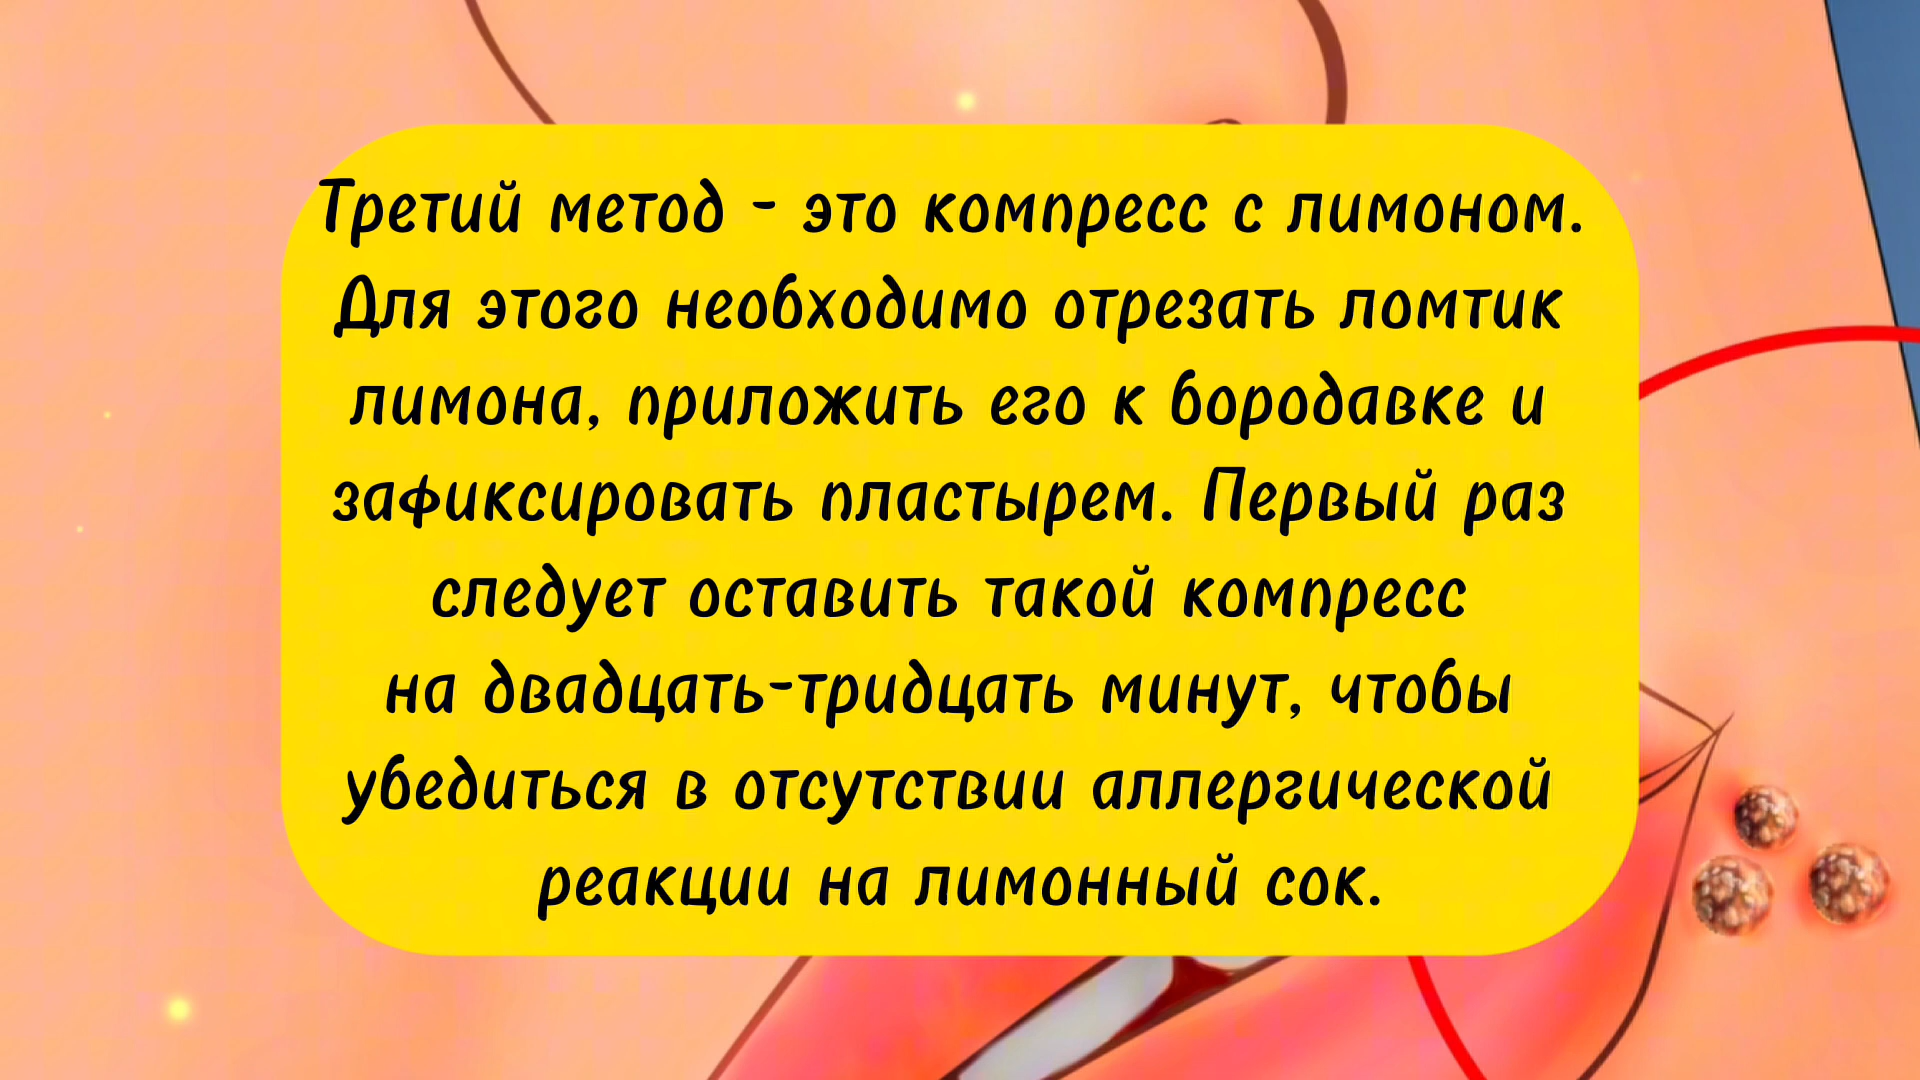 Третий метод - это компресс с лимоном.
Для этого необходимо отрезать ломтик
лимона, приложить его к бородавке и
зафиксировать пластырем. Первый раз
следует оставить такой компресс
на двадцать-тридцать минут, чтобы
убедиться в отсутствии аллергической
реакции на лимонный сок.